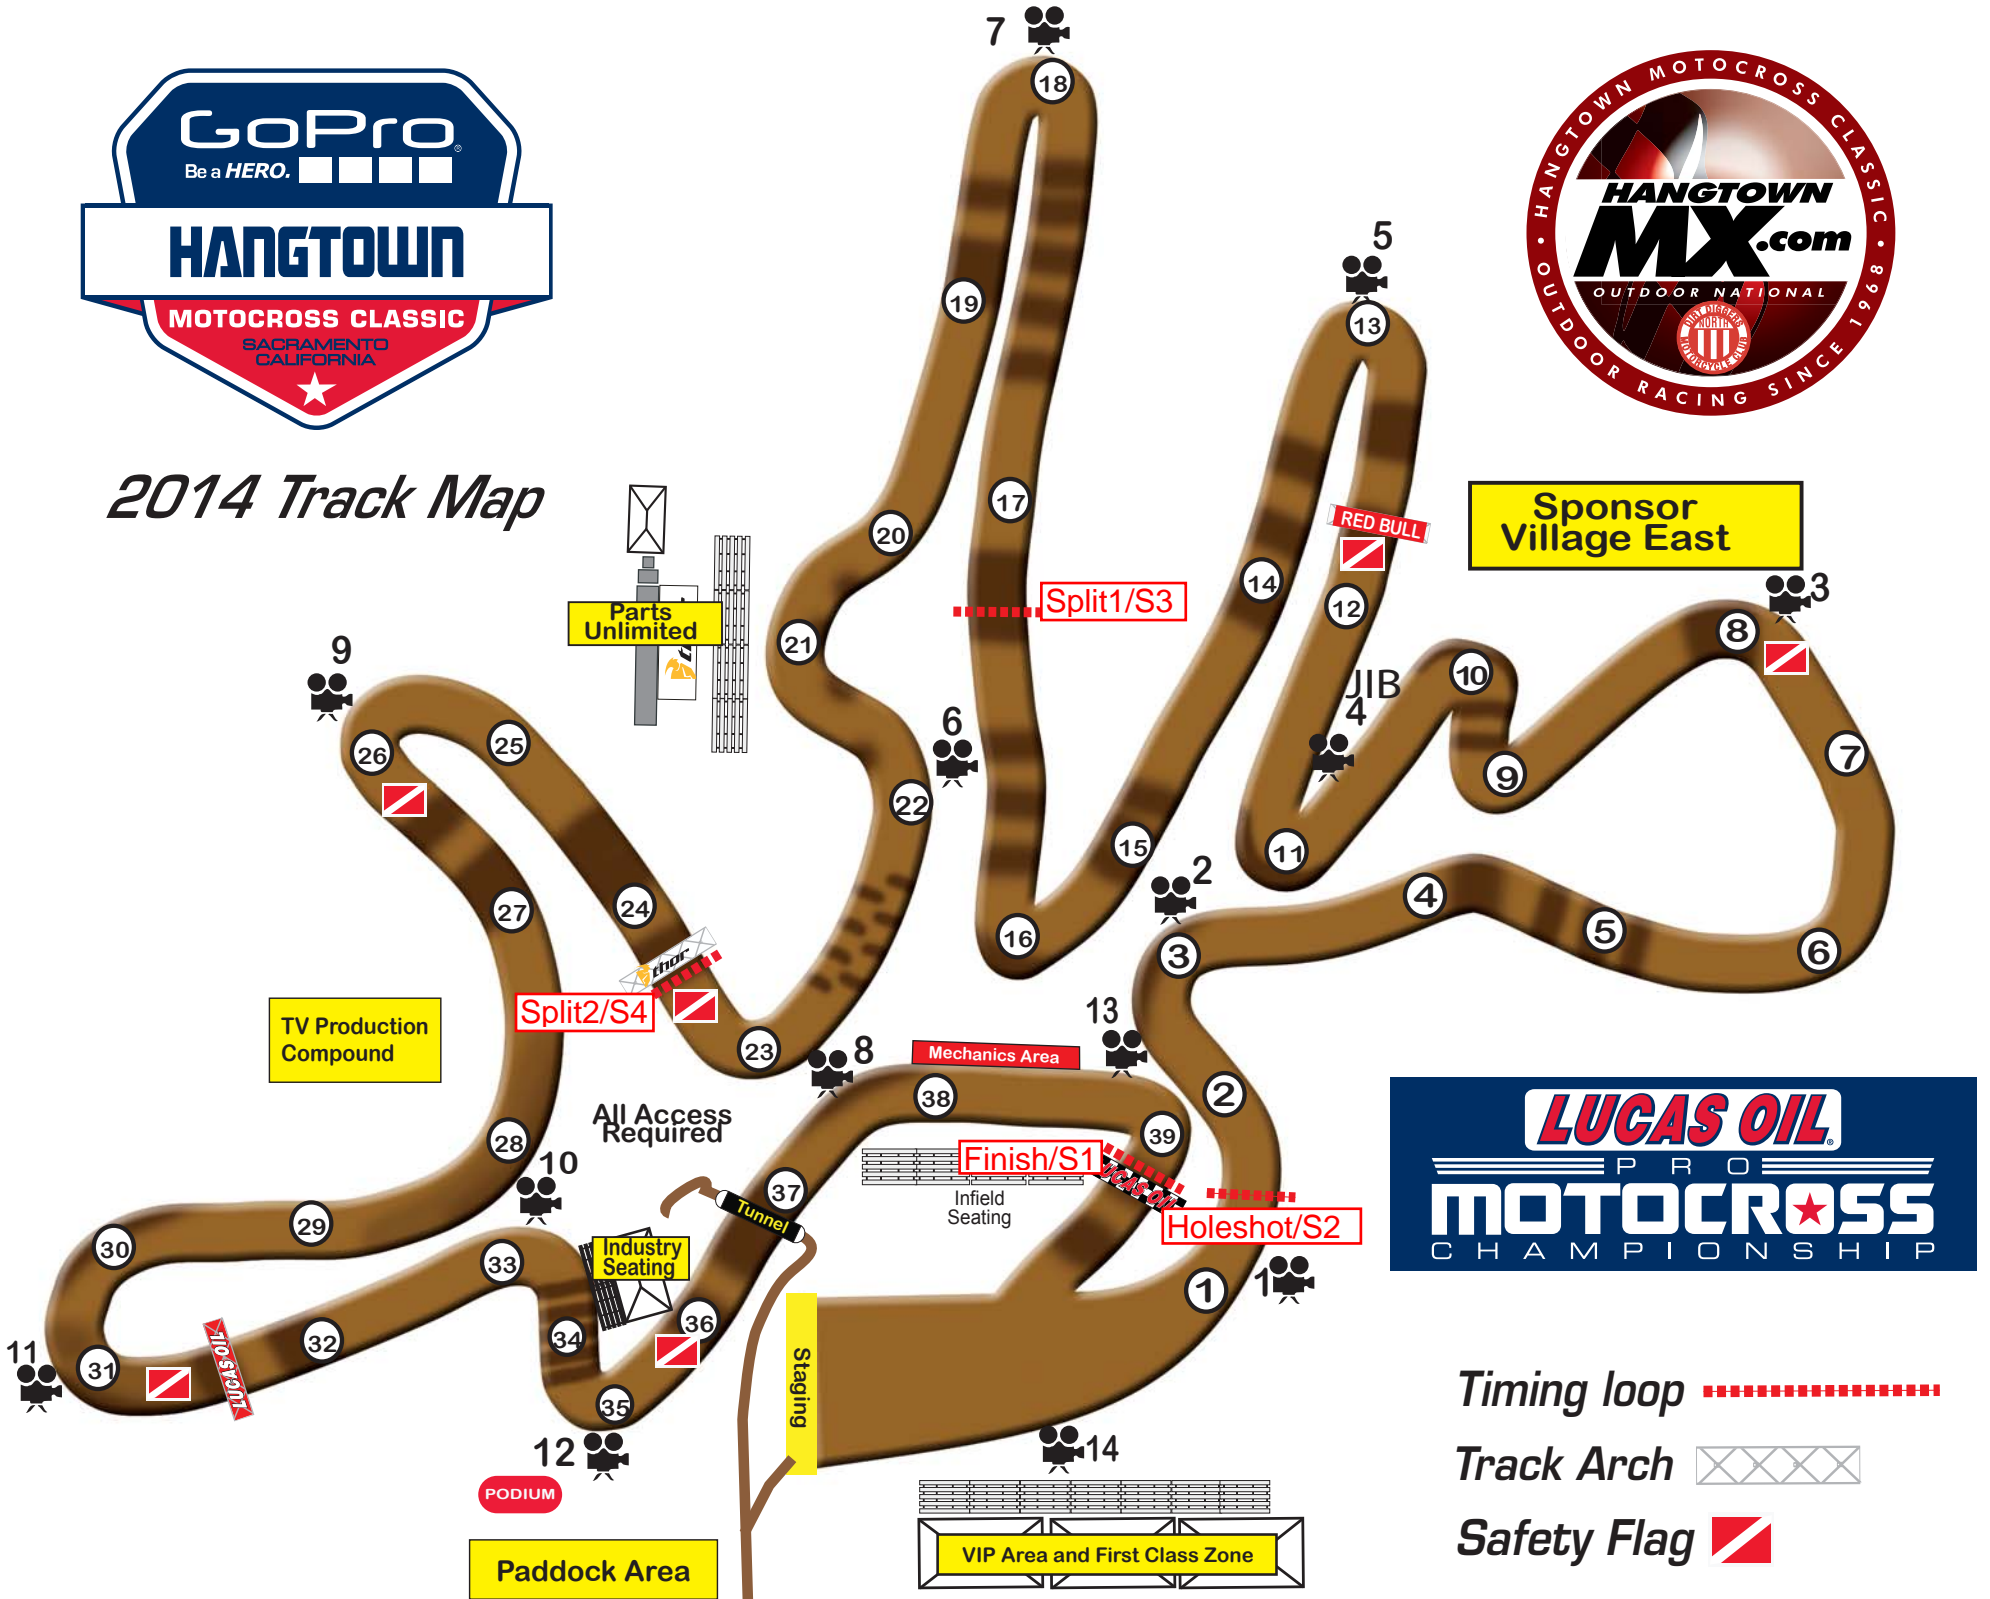 GoPro
Be a HERO.
HANGTOWN
MOTOCROSS CLASSIC
SACRAMENTO
CALIFORNIA
2014 Track Map
HANGTOWN MOTOCROSS CLASSIC
OUTDOOR RACING SINCE 1968
HANGTOWN
MX.com
OUTDOOR NATIONAL
DIRT DIGGERS
NORTH
MOTORCYCLE CLUB
7
18
5
13
19
17
20
RED BULL
Sponsor
Village East
14
12
Split1/S3
3
8
Parts
Unlimited
thor
21
9
26
25
6
22
JIB
4
10
9
7
15
11
2
4
5
6
3
16
24
27
thor
Split2/S4
23
TV Production
Compound
13
8
Mechanics Area
38
2
39
28
10
All Access
Required
Finish/S1
LUCAS OIL
Infield
Seating
Holeshot/S2
37
Tunnel
29
30
33
Industry
Seating
1
1
36
34
32
31
11
LUCAS OIL
35
12
Staging
14
PODIUM
Paddock Area
VIP Area and First Class Zone
LUCAS OIL
PRO
MOTOCROSS
CHAMPIONSHIP
Timing loop
Track Arch
Safety Flag